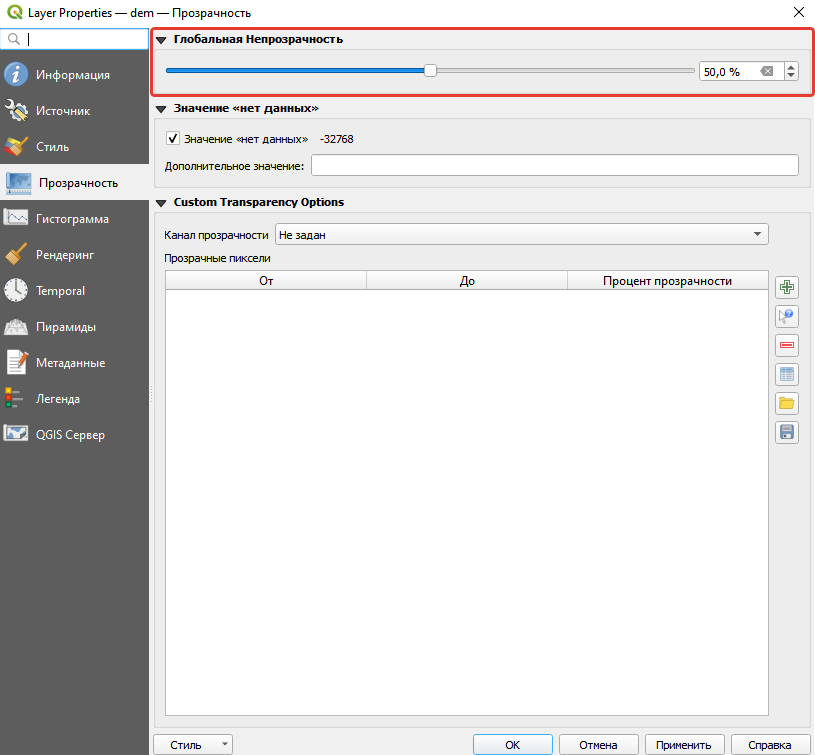 Layer Properties — dem — Прозрачность
Информация
Источник
Стиль
Прозрачность
Гистограмма
Рендеринг
Temporal
Пирамиды
Метаданные
Легенда
QGIS Сервер
Глобальная Непрозрачность
50,0 %
Значение «нет данных»
Значение «нет данных» -32768
Дополнительное значение:
Custom Transparency Options
Канал прозрачности Не задан
Прозрачные пиксели
От До Процент прозрачности
Стиль OK Отмена Применить Справка